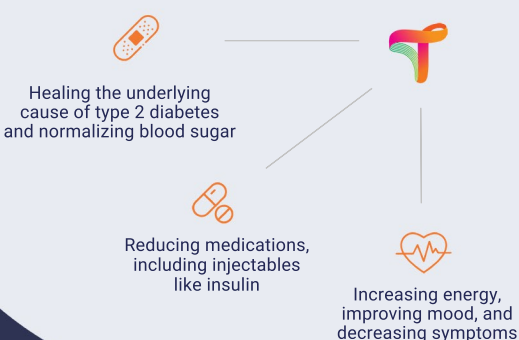 Healing the underlying
cause of type 2 diabetes
and normalizing blood sugar
Reducing medications,
including injectables
like insulin
Increasing energy,
improving mood, and
decreasing symptoms